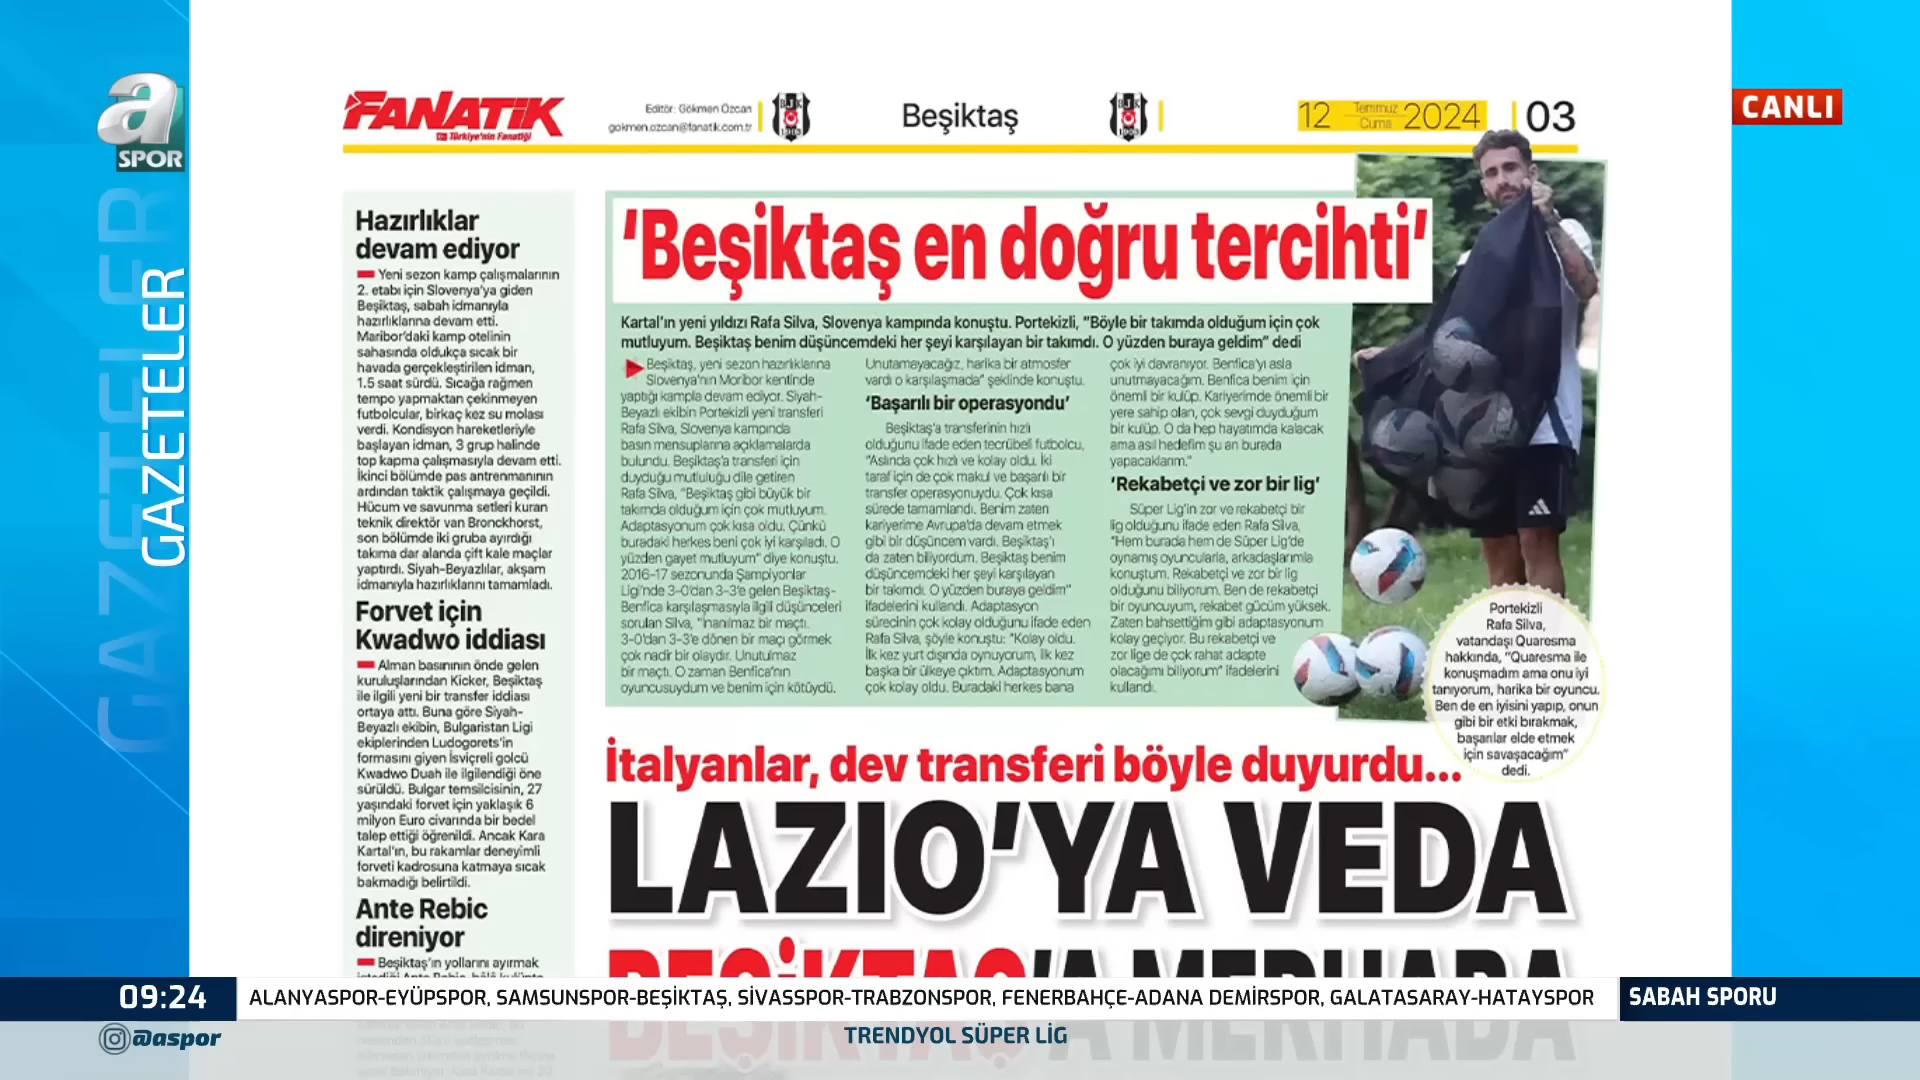 a
SPOR
GAZETELER
GAZETELER
CANLI
FANATİK
Türkiye'nin Fanatiği
Editör: Gökmen Özcan
gokmen.ozcan@fanatik.com.tr
Beşiktaş
12 Temmuz Cuma 2024
03
Hazırlıklar
devam ediyor
Yeni sezon kamp çalışmalarının
2. etabı için Slovenya'ya giden
Beşiktaş, sabah idmanıyla
hazırlıklarına devam etti.
Maribor'daki kamp otelinin
sahasında oldukça sıcak bir
havada gerçekleştirilen idman,
1.5 saat sürdü. Sıcağa rağmen
tempo yapmaktan çekinmeyen
futbolcular, birkaç kez su molası
verdi. Kondisyon hareketleriyle
başlayan idman, 3 grup halinde
top kapma çalışmasıyla devam etti.
İkinci bölümde pas antrenmanının
ardından taktik çalışmaya geçildi.
Hücum ve savunma setleri kuran
teknik direktör van Bronckhorst,
son bölümde iki gruba ayırdığı
takıma dar alanda çift kale maçlar
yaptırdı. Siyah-Beyazlılar, akşam
idmanıyla hazırlıklarını tamamladı.
Forvet için
Kwadwo iddiası
Alman basınının önde gelen
kuruluşlarından Kicker, Beşiktaş
ile ilgili yeni bir transfer iddiası
ortaya attı. Buna göre Siyah-
Beyazlı ekibin, Bulgaristan Ligi
ekiplerinden Ludogorets'in
formasını giyen İsviçreli golcü
Kwadwo Duah ile ilgilendiği öne
sürüldü. Bulgar temsilcisinin, 27
yaşındaki forvet için yaklaşık 6
milyon Euro civarında bir bedel
talep ettiği öğrenildi. Ancak Kara
Kartal'ın, bu rakamlar deneyimli
forveti kadrosuna katmaya sıcak
bakmadığı belirtildi.
Ante Rebic
direniyor
Beşiktaş'ın yollarını ayırmak
'Beşiktaş en doğru tercihti'
Kartal'ın yeni yıldızı Rafa Silva, Slovenya kampında konuştu. Portekizli, "Böyle bir takımda olduğum için çok
mutluyum. Beşiktaş benim düşüncemdeki her şeyi karşılayan bir takımdı. O yüzden buraya geldim" dedi
Beşiktaş, yeni sezon hazırlıklarına
Slovenya'nın Moribor kentinde
yaptığı kampla devam ediyor. Siyah-
Beyazlı ekibin Portekizli yeni transferi
Rafa Silva, Slovenya kampında
basın mensuplarına açıklamalarda
bulundu. Beşiktaş'a transferi için
duyduğu mutluluğu dile getiren
Rafa Silva, "Beşiktaş gibi büyük bir
takımda olduğum için çok mutluyum.
Adaptasyonum çok kısa oldu. Çünkü
buradaki herkes beni çok iyi karşıladı. O
yüzden gayet mutluyum" diye konuştu.
2016-17 sezonunda Şampiyonlar
Ligi'nde 3-0'dan 3-3'e gelen Beşiktaş-
Benfica karşılaşmasıyla ilgili düşünceleri
sorulan Silva, "İnanılmaz bir maçtı.
3-0'dan 3-3'e dönen bir maçı görmek
çok nadir bir olaydır. Unutulmaz
bir maçtı. O zaman Benfica'nın
oyuncusuydum ve benim için kötüydü.
Unutamayacağız, harika bir atmosfer
vardı o karşılaşmada" şeklinde konuştu.
'Başarılı bir operasyondu'
Beşiktaş'a transferinin hızlı
olduğunu ifade eden tecrübeli futbolcu,
"Aslında çok hızlı ve kolay oldu. İki
taraf için de çok makul ve başarılı bir
transfer operasyonuydu. Çok kısa
sürede tamamlandı. Benim zaten
kariyerime Avrupa'da devam etmek
gibi bir düşüncem vardı. Beşiktaş'ı
da zaten biliyordum. Beşiktaş benim
düşüncemdeki her şeyi karşılayan
bir takımdı. O yüzden buraya geldim"
ifadelerini kullandı. Adaptasyon
sürecinin çok kolay olduğunu ifade eden
Rafa Silva, şöyle konuştu: "Kolay oldu.
İlk kez yurt dışında oynuyorum, ilk kez
başka bir ülkeye çıktım. Adaptasyonum
çok kolay oldu. Buradaki herkes bana
çok iyi davranıyor. Benfica'yı asla
unutmayacağım. Benfica benim için
önemli bir kulüp. Kariyerimde önemli bir
yere sahip olan, çok sevgi duyduğum
bir kulüp. O da hep hayatımda kalacak
ama asıl hedefim şu an burada
yapacaklarım."
'Rekabetçi ve zor bir lig'
Süper Lig'in zor ve rekabetçi bir
lig olduğunu ifade eden Rafa Silva,
"Hem burada hem de Süper Lig'de
oynamış oyuncularla, arkadaşlarımla
konuştum. Rekabetçi ve zor bir lig
olduğunu biliyorum. Ben de rekabetçi
bir oyuncuyum, rekabet gücüm yüksek.
Zaten bahsettiğim gibi adaptasyonum
kolay geçiyor. Bu rekabetçi ve
zor lige de çok rahat adapte
olacağımı biliyorum" ifadelerini
kullandı.
Portekizli
Rafa Silva,
vatandaşı Quaresma
hakkında, "Quaresma ile
konuşmadım ama onu iyi
tanıyorum, harika bir oyuncu.
Ben de en iyisini yapıp, onun
gibi bir etki bırakmak,
başarılar elde etmek
için savaşacağım"
dedi.
İtalyanlar, dev transferi böyle duyurdu...
LAZIO'YA VEDA
BEŞİKTAŞ'A MERHABA
09:24
ALANYASPOR-EYÜPSPOR, SAMSUNSPOR-BEŞİKTAŞ, SİVASSPOR-TRABZONSPOR, FENERBAHÇE-ADANA DEMİRSPOR, GALATASARAY-HATAYSPOR
SABAH SPORU
@aspor
TRENDYOL SÜPER LİG